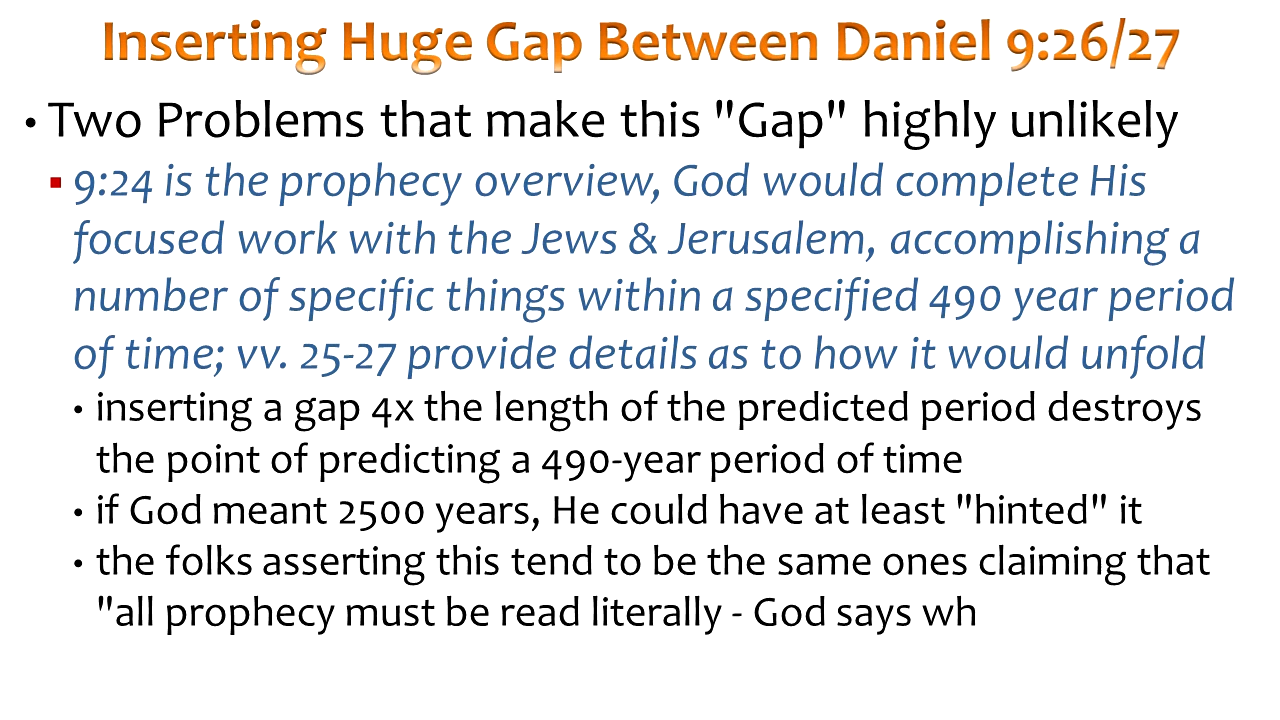 Inserting Huge Gap Between Daniel 9:26/27
• Two Problems that make this "Gap" highly unlikely
▪ 9:24 is the prophecy overview, God would complete His
focused work with the Jews & Jerusalem, accomplishing a
number of specific things within a specified 490 year period
of time; vv. 25-27 provide details as to how it would unfold
• inserting a gap 4x the length of the predicted period destroys
the point of predicting a 490-year period of time
• if God meant 2500 years, He could have at least "hinted" it
• the folks asserting this tend to be the same ones claiming that
"all prophecy must be read literally - God says wh